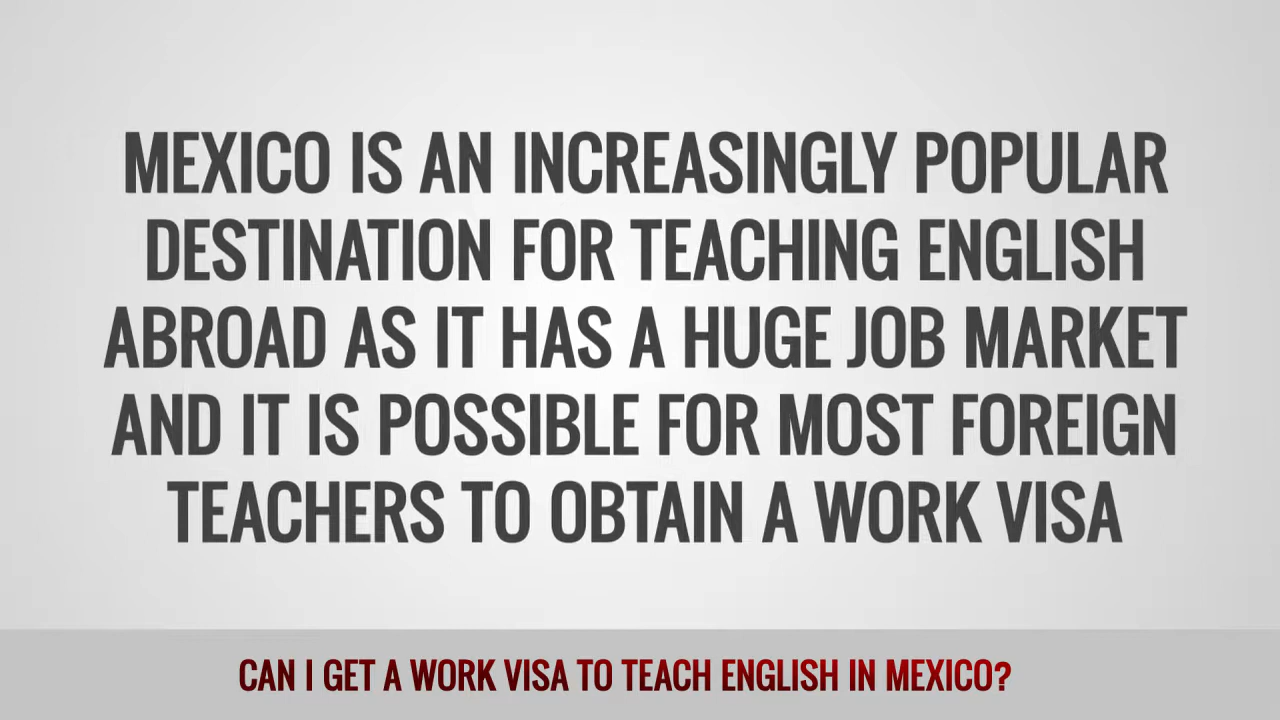 MEXICO IS AN INCREASINGLY POPULAR
DESTINATION FOR TEACHING ENGLISH
ABROAD AS IT HAS A HUGE JOB MARKET
AND IT IS POSSIBLE FOR MOST FOREIGN
TEACHERS TO OBTAIN A WORK VISA
CAN I GET A WORK VISA TO TEACH ENGLISH IN MEXICO?